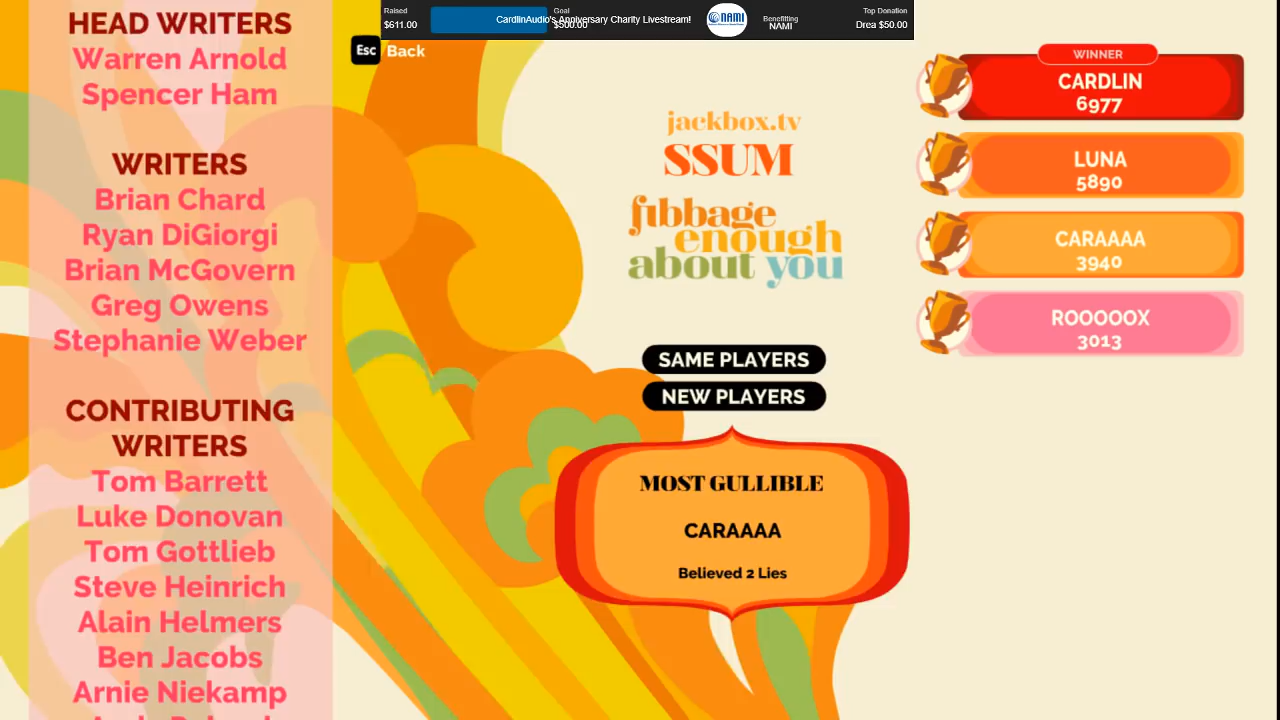 HEAD WRITERS
Warren Arnold
Spencer Ham
WRITERS
Brian Chard
Ryan DiGiorgi
Brian McGovern
Greg Owens
Stephanie Weber
CONTRIBUTING
WRITERS
Tom Barrett
Luke Donovan
Tom Gottlieb
Steve Heinrich
Alain Helmers
Ben Jacobs
Arnie Niekamp
Raised
$611.00
CardlinAudio's Anniversary Charity Livestream!
Goal
$500.00
NAMI
Benefitting
NAMI
Top Donation
Drea $50.00
Esc Back
jackbox.tv
SSUM
fibbage
enough
about you
SAME PLAYERS
NEW PLAYERS
MOST GULLIBLE
CARAAAA
Believed 2 Lies
WINNER
CARDLIN
6977
LUNA
5890
CARAAAA
3940
ROOOOOX
3013